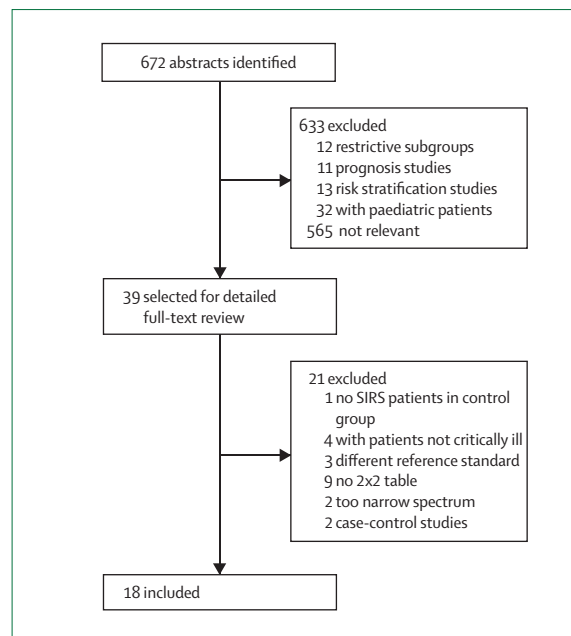 672 abstracts identified
633 excluded
12 restrictive subgroups
11 prognosis studies
13 risk stratification studies
32 with paediatric patients
565 not relevant
39 selected for detailed
full-text review
21 excluded
1 no SIRS patients in control
group
4 with patients not critically ill
3 different reference standard
9 no 2x2 table
2 too narrow spectrum
2 case-control studies
18 included